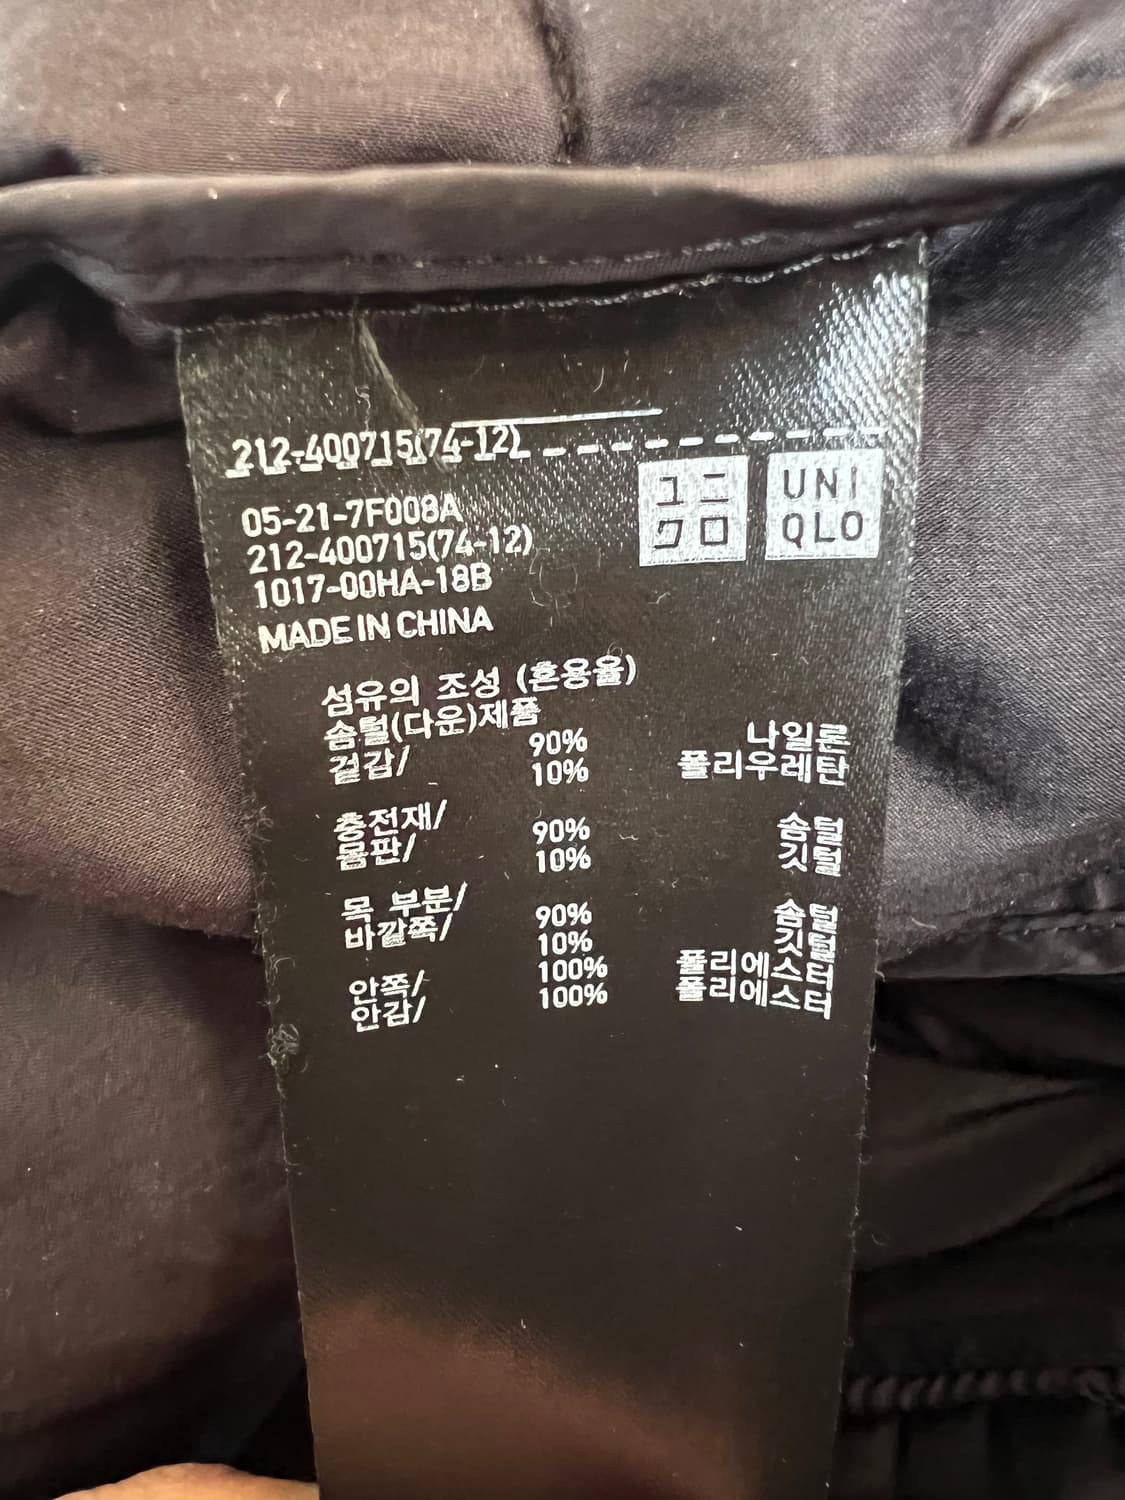 212-400715(74-12)
ユニ
クロ
UNI
QLO
05-21-7F008A
212-400715(74-12)
1017-00HA-18B
MADE IN CHINA
섬유의 조성 (혼용율)
솜털(다운)제품
겉감/ 90% 나일론
10% 폴리우레탄
충전재/
몸판/ 90% 솜털
10% 깃털
목 부분/
바깥쪽/ 90% 솜털
10% 깃털
안쪽/ 100% 폴리에스터
안감/ 100% 폴리에스터